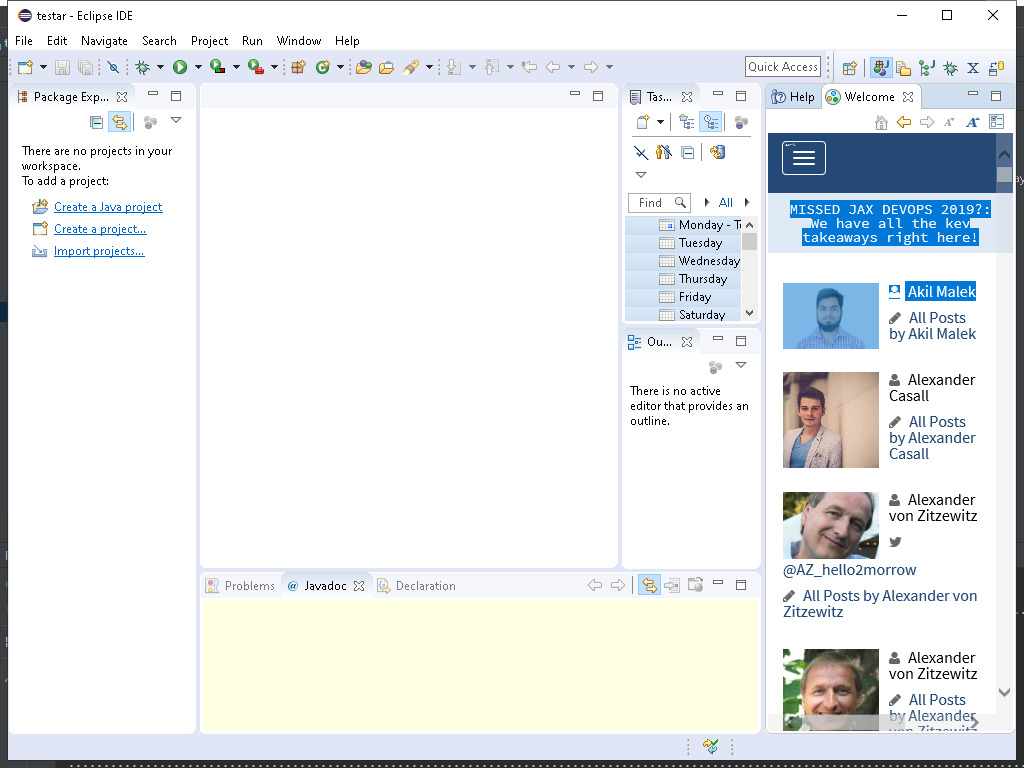 testar - Eclipse IDE
File Edit Navigate Search Project Run Window Help
Quick Access
Package Exp...
There are no projects in your
workspace.
To add a project:
Create a Java project
Create a project...
Import projects...
Tas...
Find
All
Monday - T
Tuesday
Wednesday
Thursday
Friday
Saturday
Ou...
There is no active
editor that provides an
outline.
Problems @ Javadoc Declaration
Help Welcome
MISSED JAX DEVOPS 2019?:
We have all the key
takeaways right here!
Akil Malek
All Posts
by Akil Malek
Alexander
Casall
All Posts
by Alexander
Casall
Alexander
von Zitzewitz
@AZ_hello2morrow
All Posts by Alexander von
Zitzewitz
Alexander
von Zitzewitz
All Posts
by Alexander
von Zitzewitz